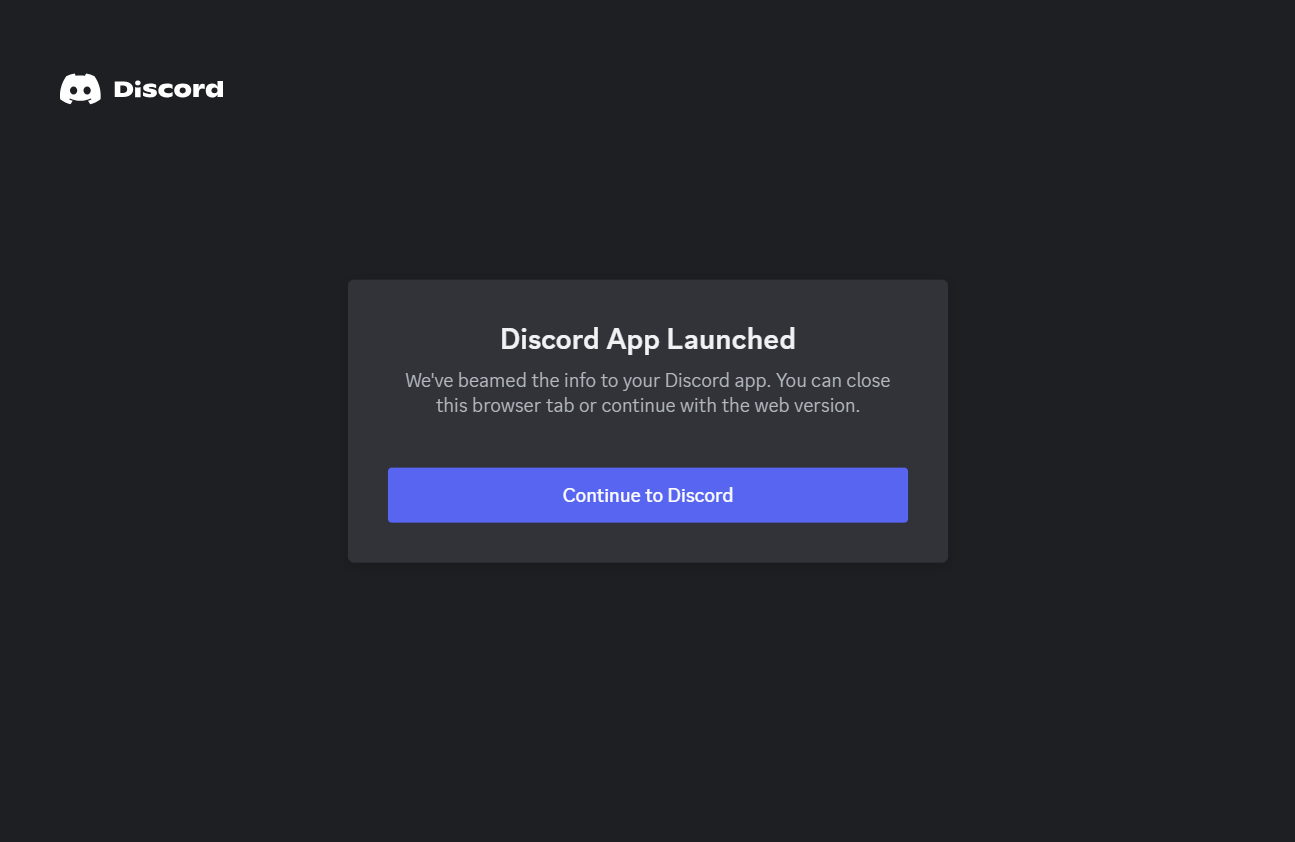 Discord
Discord App Launched
We've beamed the info to your Discord app. You can close
this browser tab or continue with the web version.
Continue to Discord